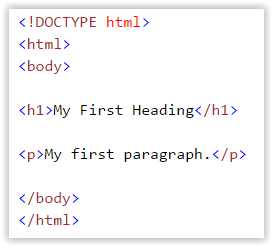 <!DOCTYPE html>
<html>
<body>
<h1>My First Heading</h1>
<p>My first paragraph.</p>
</body>
</html>